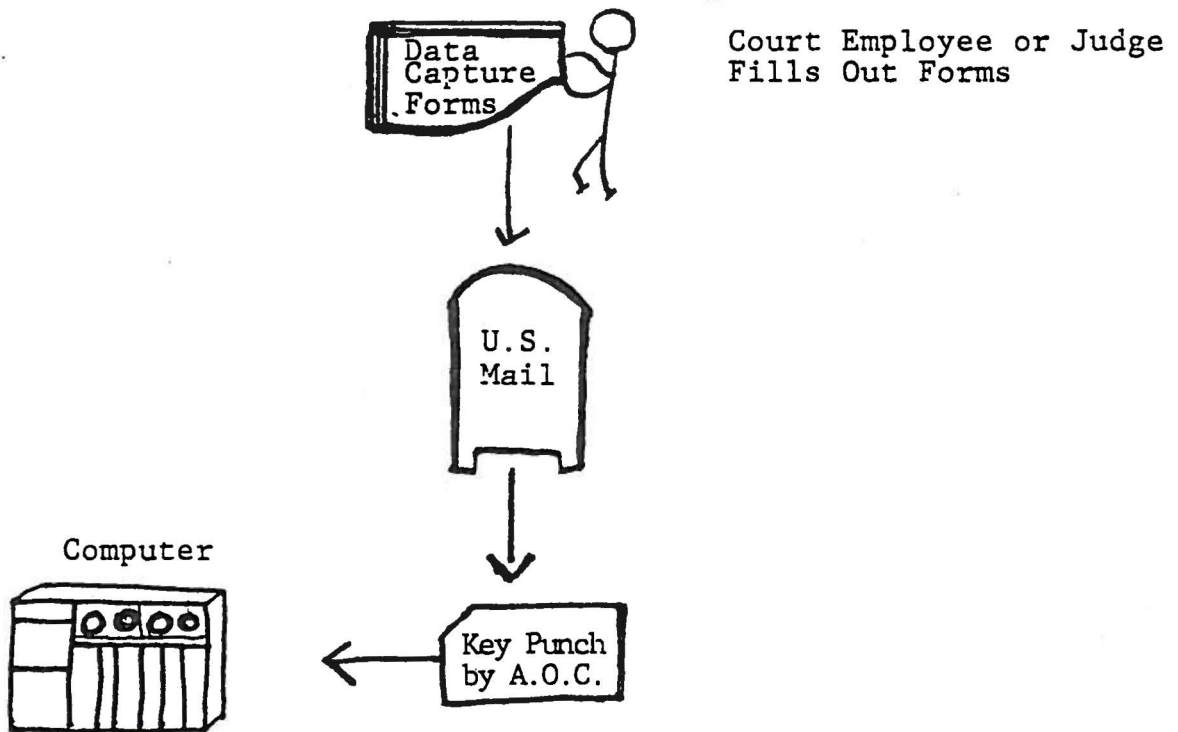 Data
Capture
Forms
Court Employee or Judge
Fills Out Forms
U.S.
Mail
Computer
Key Punch
by A.O.C.